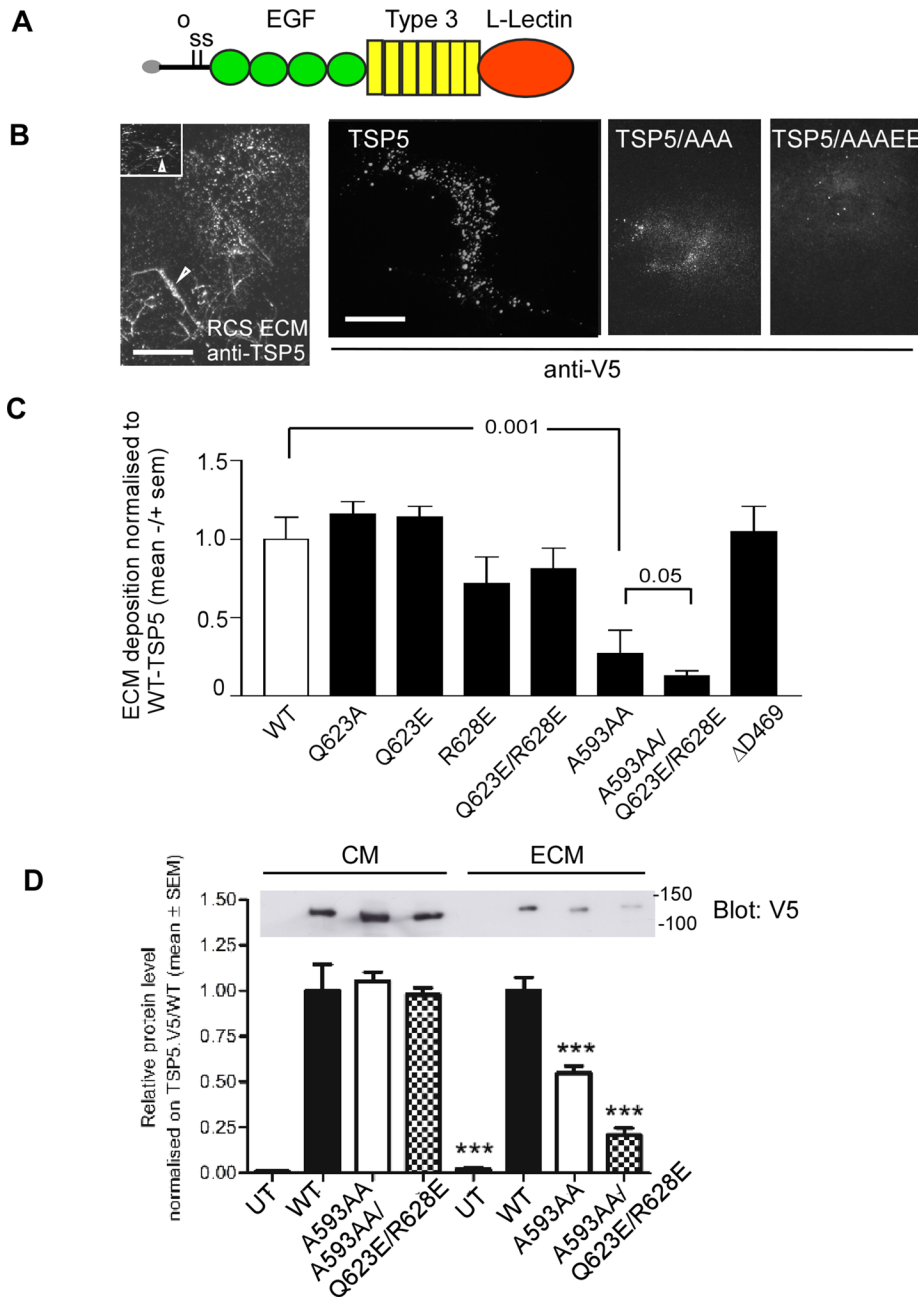 A
o
ss
EGF
Type 3
L-Lectin
B
RCS ECM
anti-TSP5
TSP5
TSP5/AAA
TSP5/AAAEE
anti-V5
C
ECM deposition normalised to
WT-TSP5 (mean -/+ sem)
1.5
1.0
0.5
0
0.001
0.05
WT
Q623A
Q623E
R628E
Q623E/R628E
A593AA
A593AA/
Q623E/R628E
ΔD469
D
CM
ECM
-150
-100
Blot: V5
Relative protein level
normalised on TSP5.V5/WT (mean ± SEM)
1.50
1.25
1.00
0.75
0.50
0.25
0.00
***
***
***
UT
WT
A593AA
A593AA/
Q623E/R628E
UT
WT
A593AA
A593AA/
Q623E/R628E